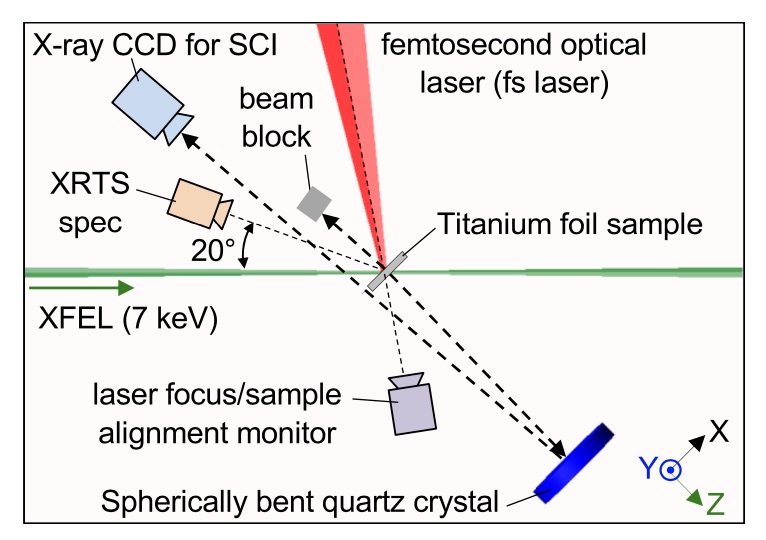 X-ray CCD for SCI
femtosecond optical
laser (fs laser)
beam
block
XRTS
spec
Titanium foil sample
20°
XFEL (7 keV)
laser focus/sample
alignment monitor
X
Y
Z
Spherically bent quartz crystal